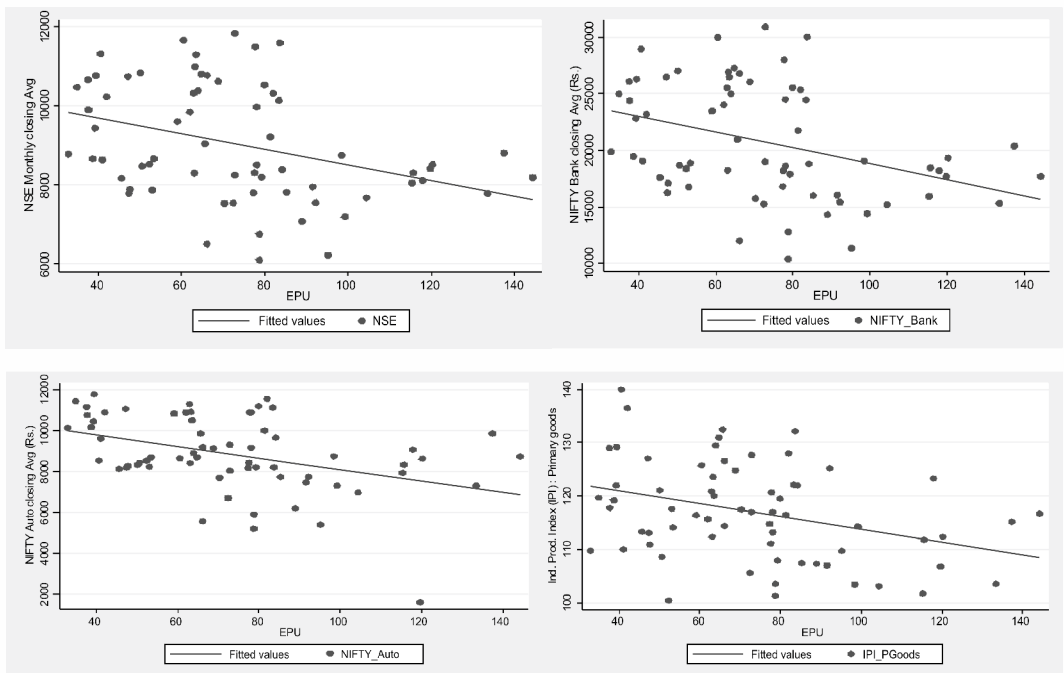 NSE Monthly closing Avg
12000
10000
8000
6000
40 60 80 100 120 140
EPU
Fitted values NSE
NIFTY Bank closing Avg (Rs.)
30000
25000
20000
15000
10000
40 60 80 100 120 140
EPU
Fitted values NIFTY_Bank
NIFTY Auto closing Avg (Rs.)
12000
10000
8000
6000
4000
2000
40 60 80 100 120 140
EPU
Fitted values NIFTY_Auto
Ind. Prod. Index (IPI) : Primary goods
140
130
120
110
100
40 60 80 100 120 140
EPU
Fitted values IPI_PGoods